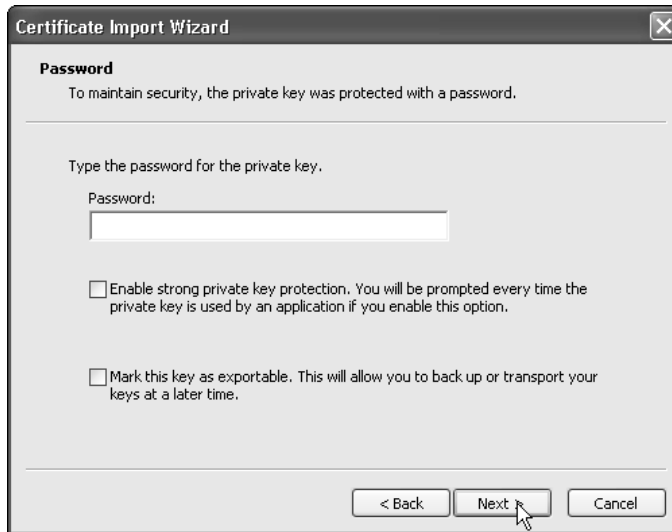 Certificate Import Wizard
Password
To maintain security, the private key was protected with a password.
Type the password for the private key.
Password:
Enable strong private key protection. You will be prompted every time the
private key is used by an application if you enable this option.
Mark this key as exportable. This will allow you to back up or transport your
keys at a later time.
< Back Next > Cancel